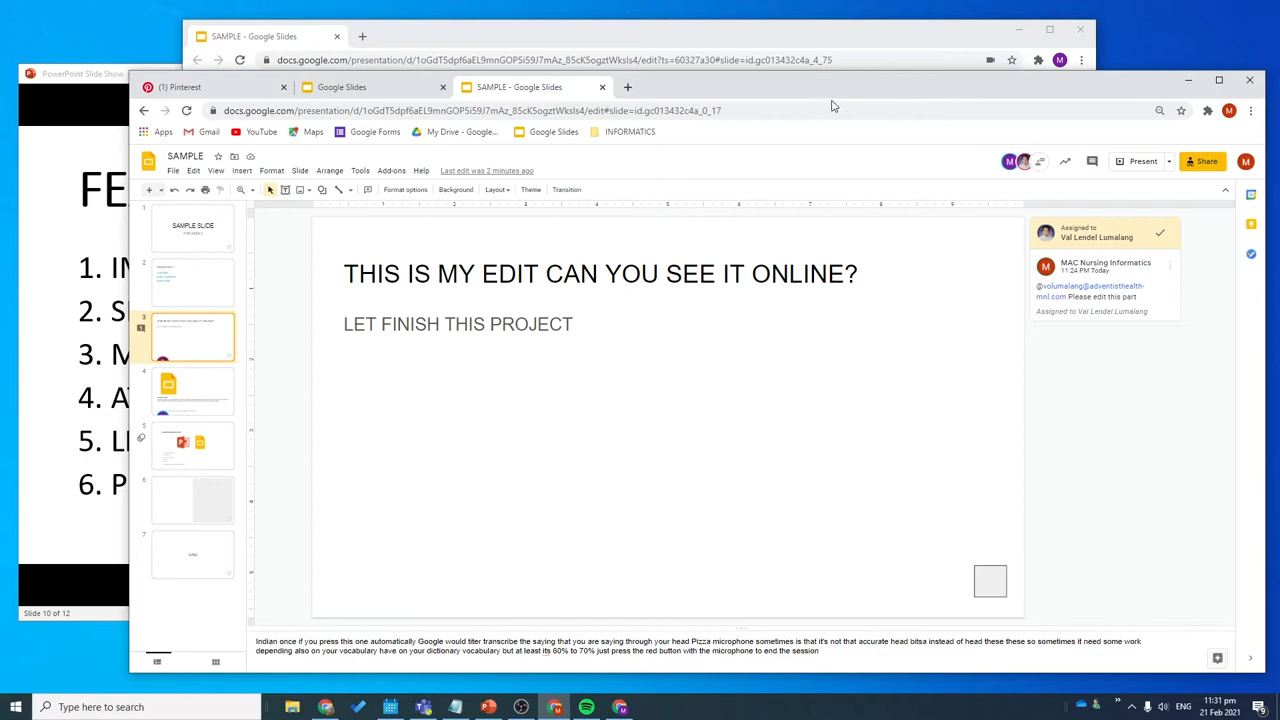 SAMPLE - Google Slides
docs.google.com/presentation/d/1oGdT5dpf6aEL9mnGOP5i59J7mAz_85cK5ogztWksIs4/edit?ts=60327a30#slide=id.gc013432c4a_4_75
M
PowerPoint Slide Show
(1) Pinterest
Google Slides
SAMPLE - Google Slides
docs.google.com/presentation/d/1oGdT5dpf6aEL9mnGOP5i59J7mAz_85cK5ogztWksIs4/edit#slide=id.gc013432c4a_0_17
M
Apps
Gmail
YouTube
Maps
Google Forms
My Drive - Google...
Google Slides
INFORMATICS
SAMPLE
File Edit View Insert Format Slide Arrange Tools Add-ons Help Last edit was 2 minutes ago
M
Present
Share
M
Format options Background Layout Theme Transition
FE
1. IM
2. S
3. M
4. A
5. L
6. P
Slide 10 of 12
1
SAMPLE SLIDE
2
3
4
5
6
7
THIS IS MY EDIT CAN YOU SEE IT ONLINE?
LET FINISH THIS PROJECT
Assigned to
Val Lendel Lumalang
M
MAC Nursing Informatics
11:24 PM Today
@volumalang@adventisthealth-
mnl.com Please edit this part
Assigned to Val Lendel Lumalang
Indian once if you press this one automatically Google would titer transcribe the saying that you are saying through your head Pizza microphone sometimes is that it's not that accurate head bitsa instead of head these these so sometimes it need some work
depending also on your vocabulary have on your dictionary vocabulary but at least its 60% to 70% just press the red button with the microphone to end the session
Type here to search
11:31 PM
21 Feb 2021